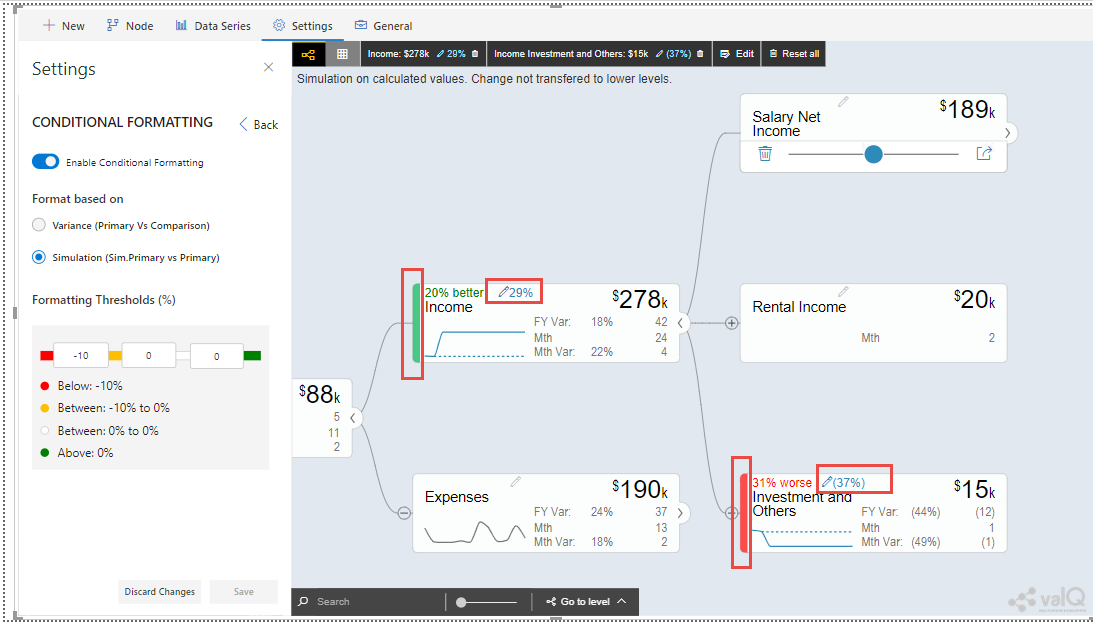 New Node Data Series Settings General
Settings
CONDITIONAL FORMATTING
Back
Enable Conditional Formatting
Format based on
Variance (Primary Vs Comparison)
Simulation (Sim.Primary vs Primary)
Formatting Thresholds (%)
-10 0 0
Below: -10%
Between: -10% to 0%
Between: 0% to 0%
Above: 0%
Discard Changes Save
Income: $278k 29% Income Investment and Others: $15k (37%) Edit Reset all
Simulation on calculated values. Change not transfered to lower levels.
$88k
5
11
2
20% better 29%
Income
$278k
FY Var: 18% 42
Mth 24
Mth Var: 22% 4
Expenses
$190k
FY Var: 24% 37
Mth 13
Mth Var: 18% 2
Salary Net
Income
$189k
Rental Income
$20k
Mth 2
31% worse (37%)
Investment and
Others
$15k
FY Var: (44%) (12)
Mth 1
Mth Var: (49%) (1)
Search Go to level
valQ